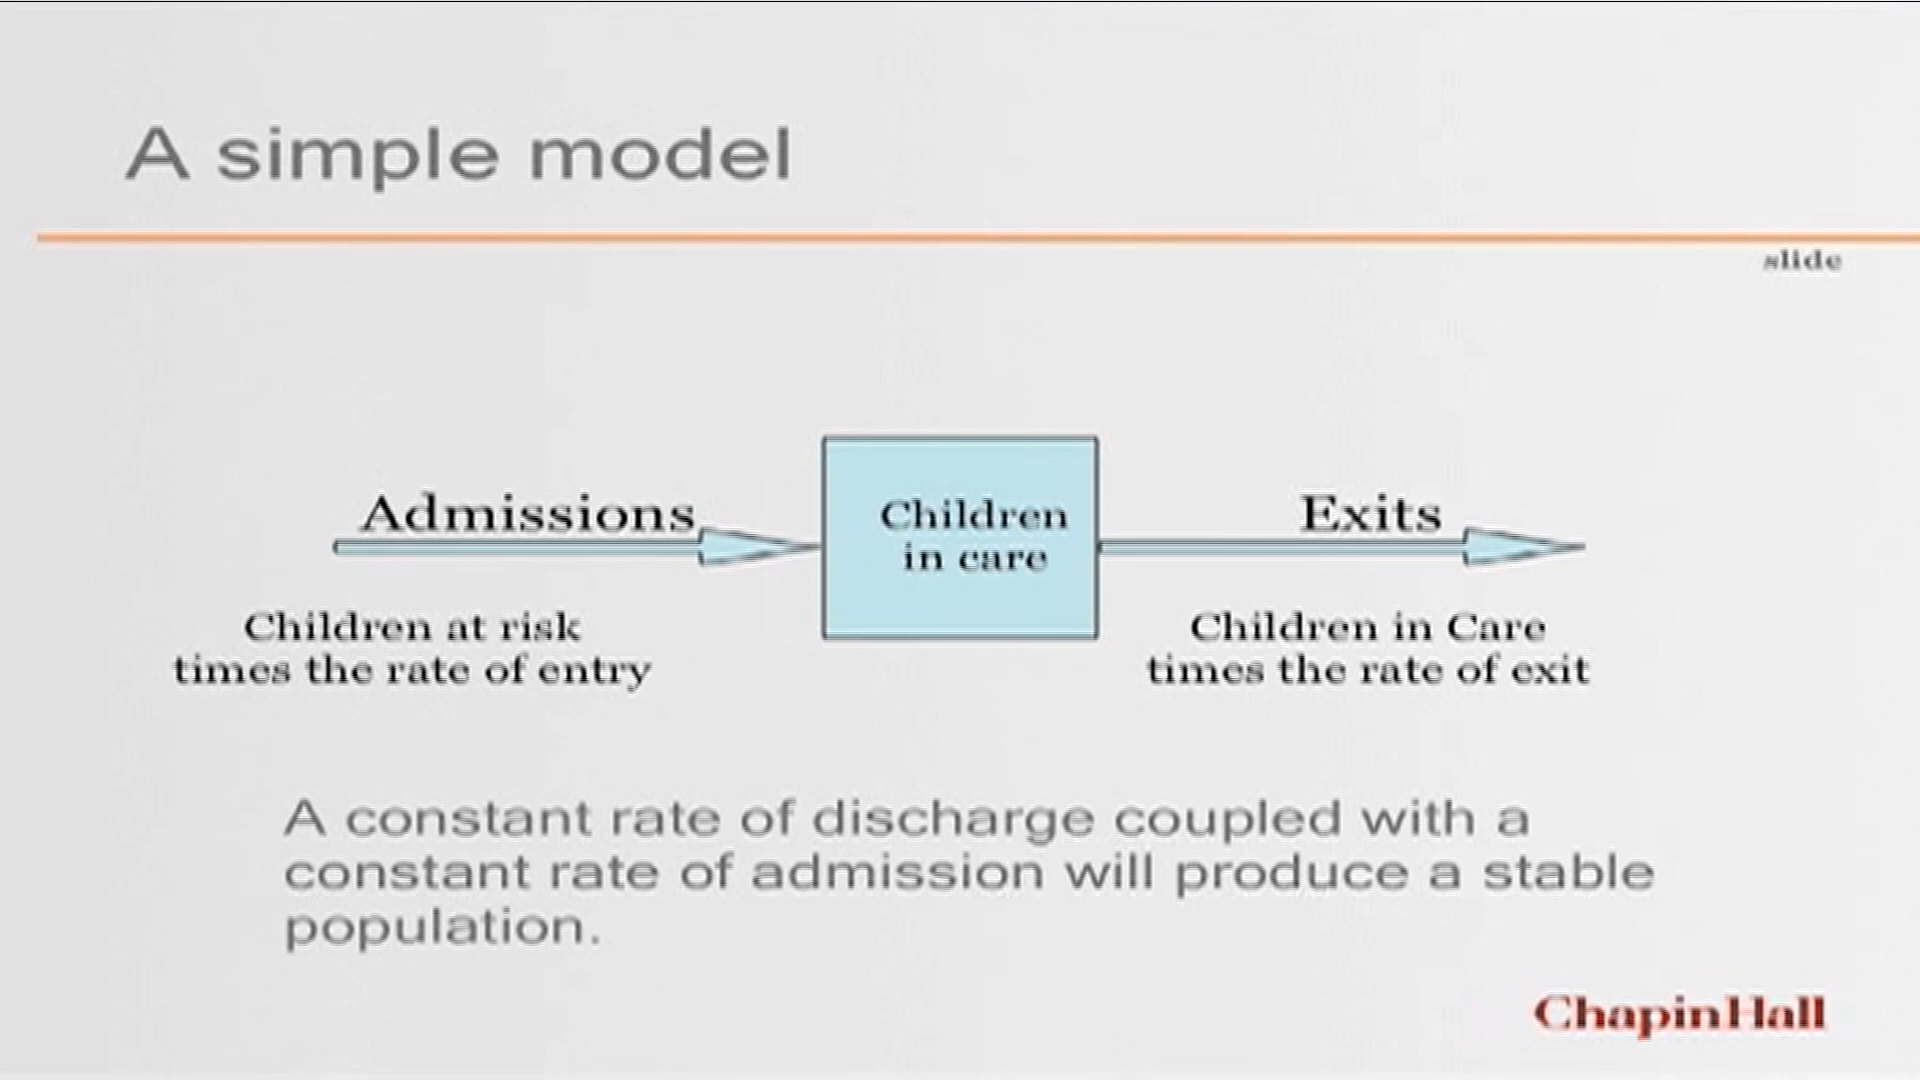 A simple model
slide
Admissions
Children
in care
Exits
Children at risk
times the rate of entry
Children in Care
times the rate of exit
A constant rate of discharge coupled with a
constant rate of admission will produce a stable
population.
ChapinHall